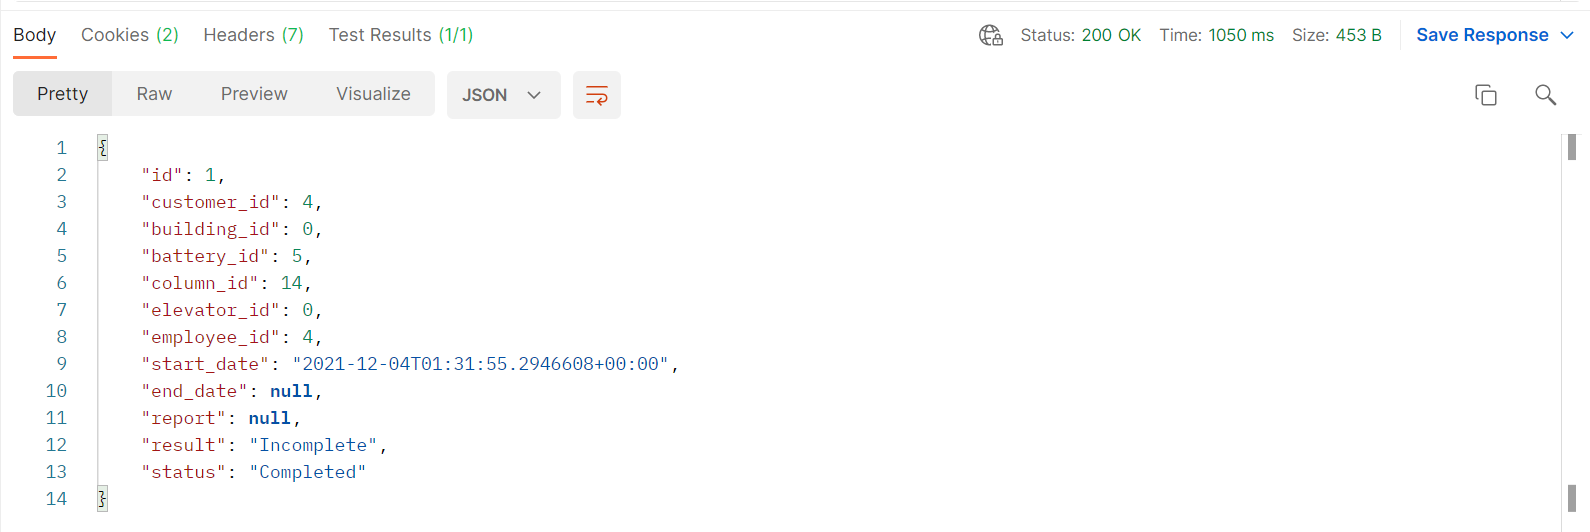 Body Cookies (2) Headers (7) Test Results (1/1) Status: 200 OK Time: 1050 ms Size: 453 B Save Response
Pretty Raw Preview Visualize JSON
1 {
2 "id": 1,
3 "customer_id": 4,
4 "building_id": 0,
5 "battery_id": 5,
6 "column_id": 14,
7 "elevator_id": 0,
8 "employee_id": 4,
9 "start_date": "2021-12-04T01:31:55.2946608+00:00",
10 "end_date": null,
11 "report": null,
12 "result": "Incomplete",
13 "status": "Completed"
14 }